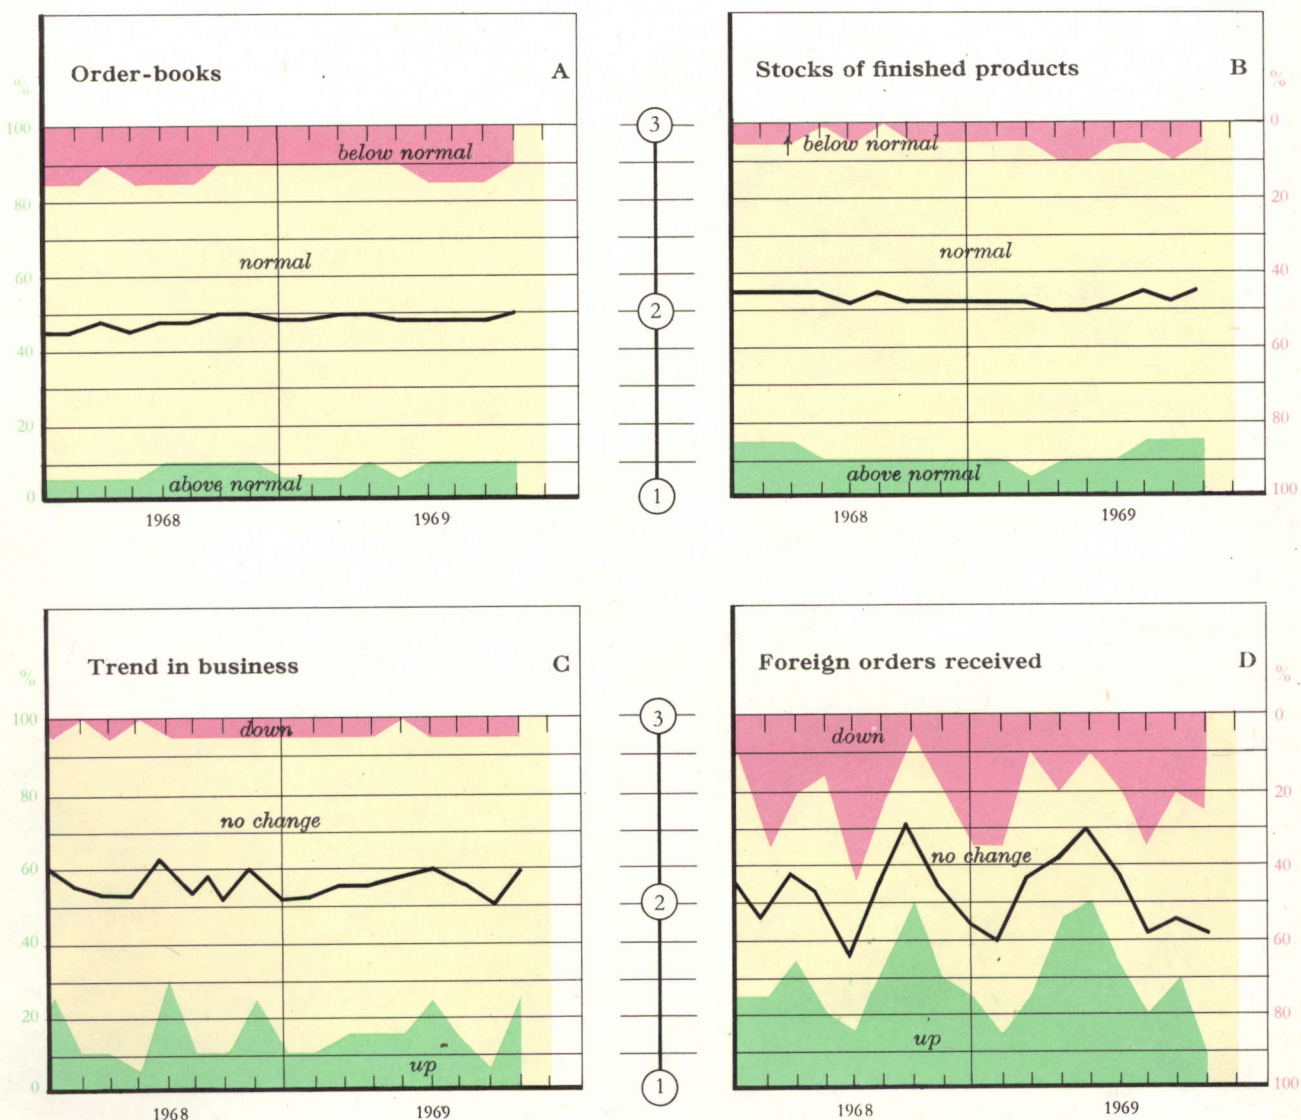 Order-books A
%
100
80
60
40
20
0
below normal
normal
above normal
1968 1969
3
2
1
Stocks of finished products B
%
0
20
40
60
80
100
below normal
normal
above normal
1968 1969
Trend in business C
%
100
80
60
40
20
0
down
no change
up
1968 1969
3
2
1
Foreign orders received D
%
0
20
40
60
80
100
down
no change
up
1968 1969